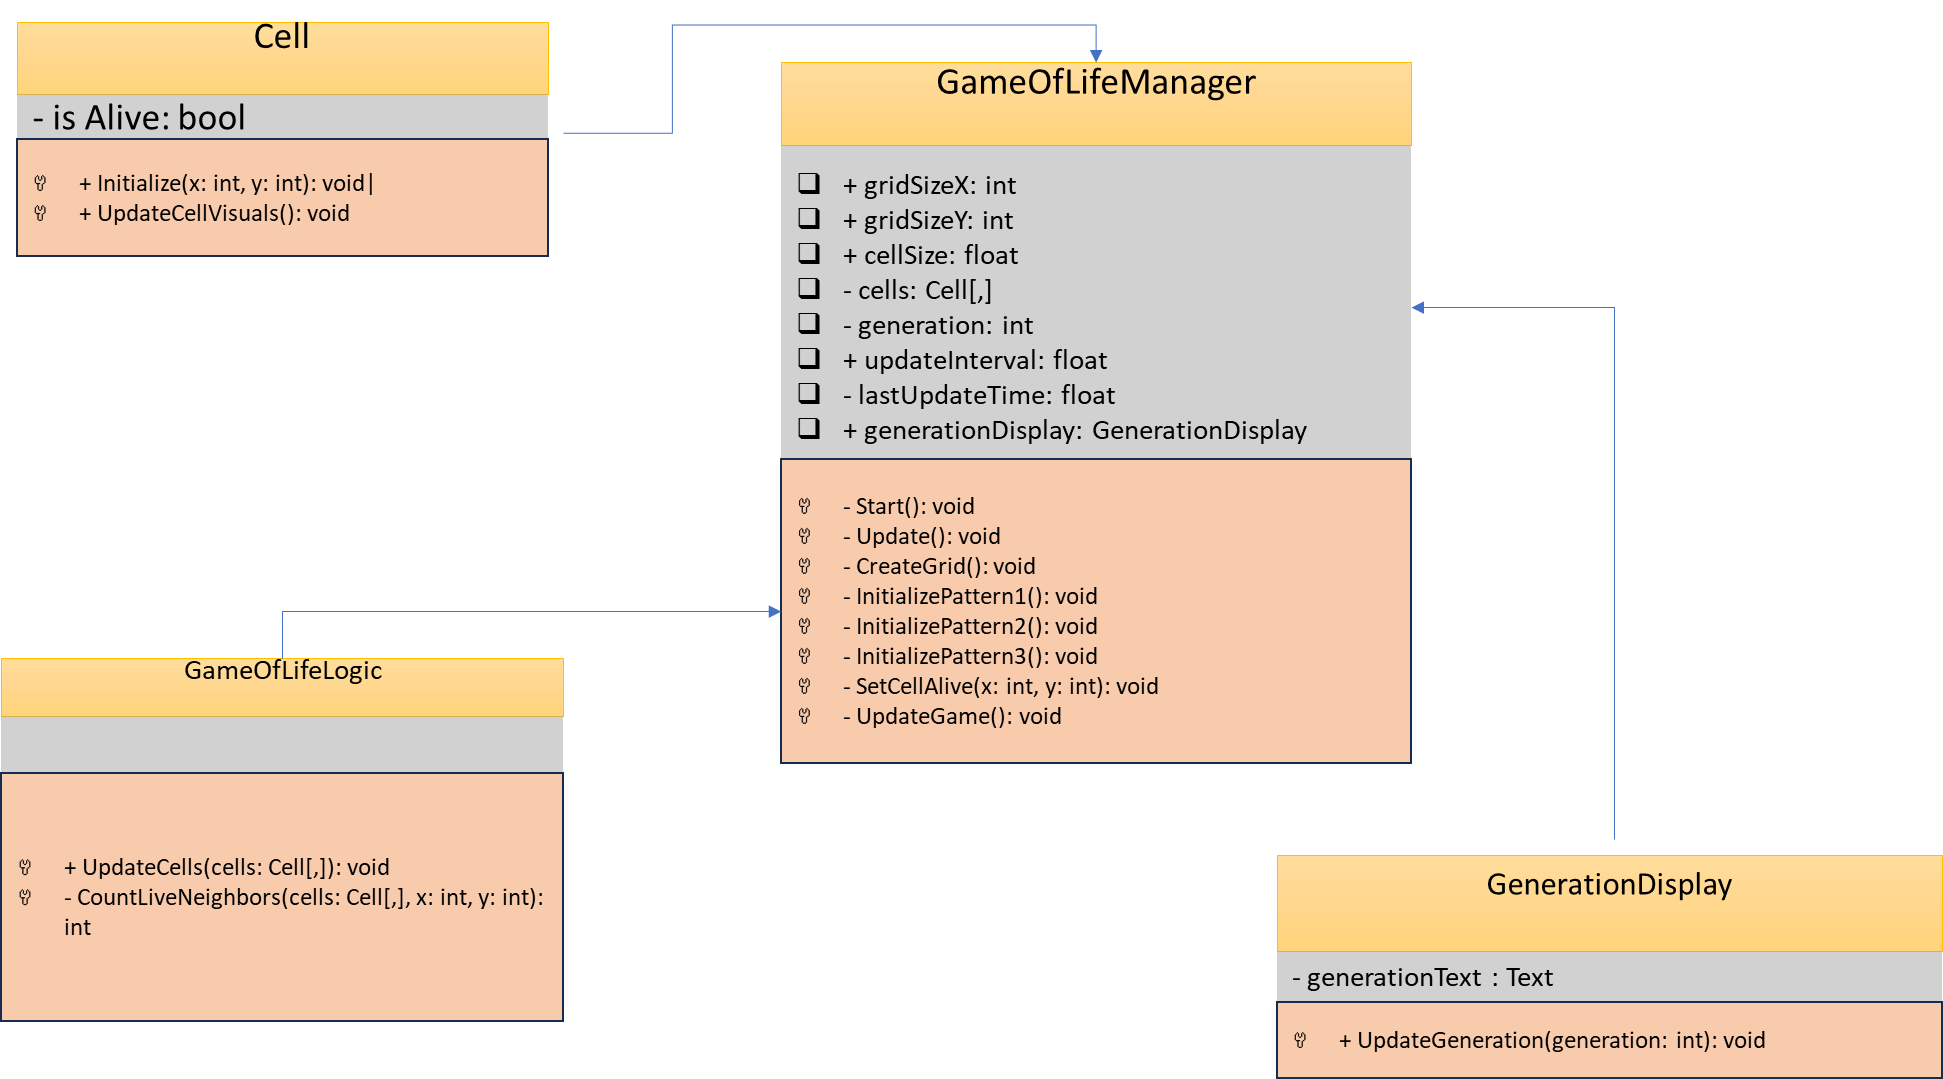 Cell
- is Alive: bool
+ Initialize(x: int, y: int): void|
+ UpdateCellVisuals(): void
GameOfLifeManager
+ gridSizeX: int
+ gridSizeY: int
+ cellSize: float
- cells: Cell[,]
- generation: int
+ updateInterval: float
- lastUpdateTime: float
+ generationDisplay: GenerationDisplay
- Start(): void
- Update(): void
- CreateGrid(): void
- InitializePattern1(): void
- InitializePattern2(): void
- InitializePattern3(): void
- SetCellAlive(x: int, y: int): void
- UpdateGame(): void
GameOfLifeLogic
+ UpdateCells(cells: Cell[,]): void
- CountLiveNeighbors(cells: Cell[,], x: int, y: int):
int
GenerationDisplay
- generationText : Text
+ UpdateGeneration(generation: int): void